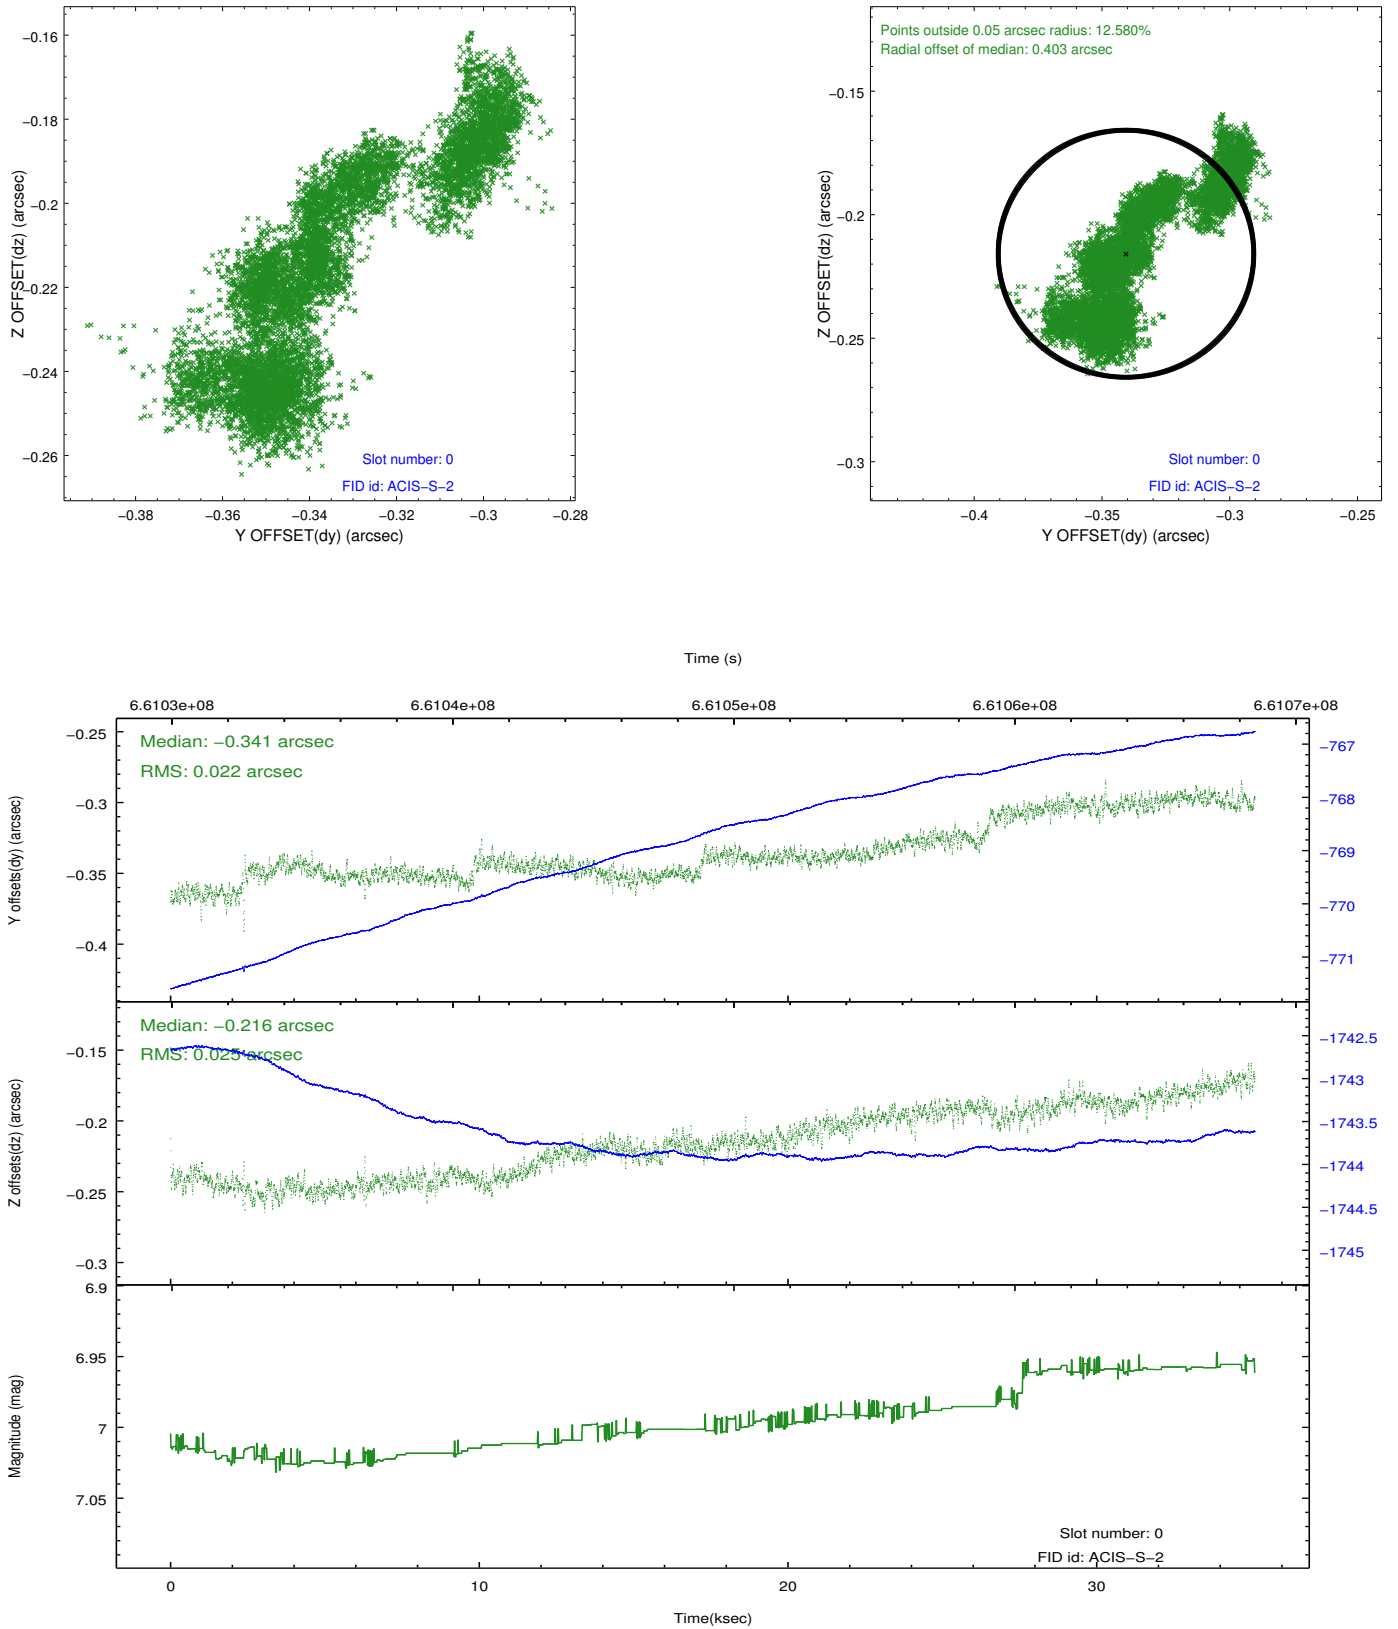 −0.16
−0.18
−0.2
−0.22
−0.24
−0.26
Z OFFSET(dz) (arcsec)
Slot number: 0
FID id: ACIS−S−2
−0.38
−0.36
−0.34
−0.32
−0.3
−0.28
Y OFFSET(dy) (arcsec)
Points outside 0.05 arcsec radius: 12.580%
Radial offset of median: 0.403 arcsec
−0.15
−0.2
−0.25
−0.3
Z OFFSET(dz) (arcsec)
Slot number: 0
FID id: ACIS−S−2
−0.4
−0.35
−0.3
−0.25
Y OFFSET(dy) (arcsec)
Time (s)
6.6103e+08
6.6104e+08
6.6105e+08
6.6106e+08
6.6107e+08
Median: −0.341 arcsec
RMS: 0.022 arcsec
−0.25
−0.3
−0.35
−0.4
Y offsets(dy) (arcsec)
−767
−768
−769
−770
−771
Median: −0.216 arcsec
RMS: 0.025 arcsec
−0.15
−0.2
−0.25
−0.3
Z offsets(dz) (arcsec)
−1742.5
−1743
−1743.5
−1744
−1744.5
−1745
6.9
6.95
7
7.05
Magnitude (mag)
Slot number: 0
FID id: ACIS−S−2
0
10
20
30
Time(ksec)